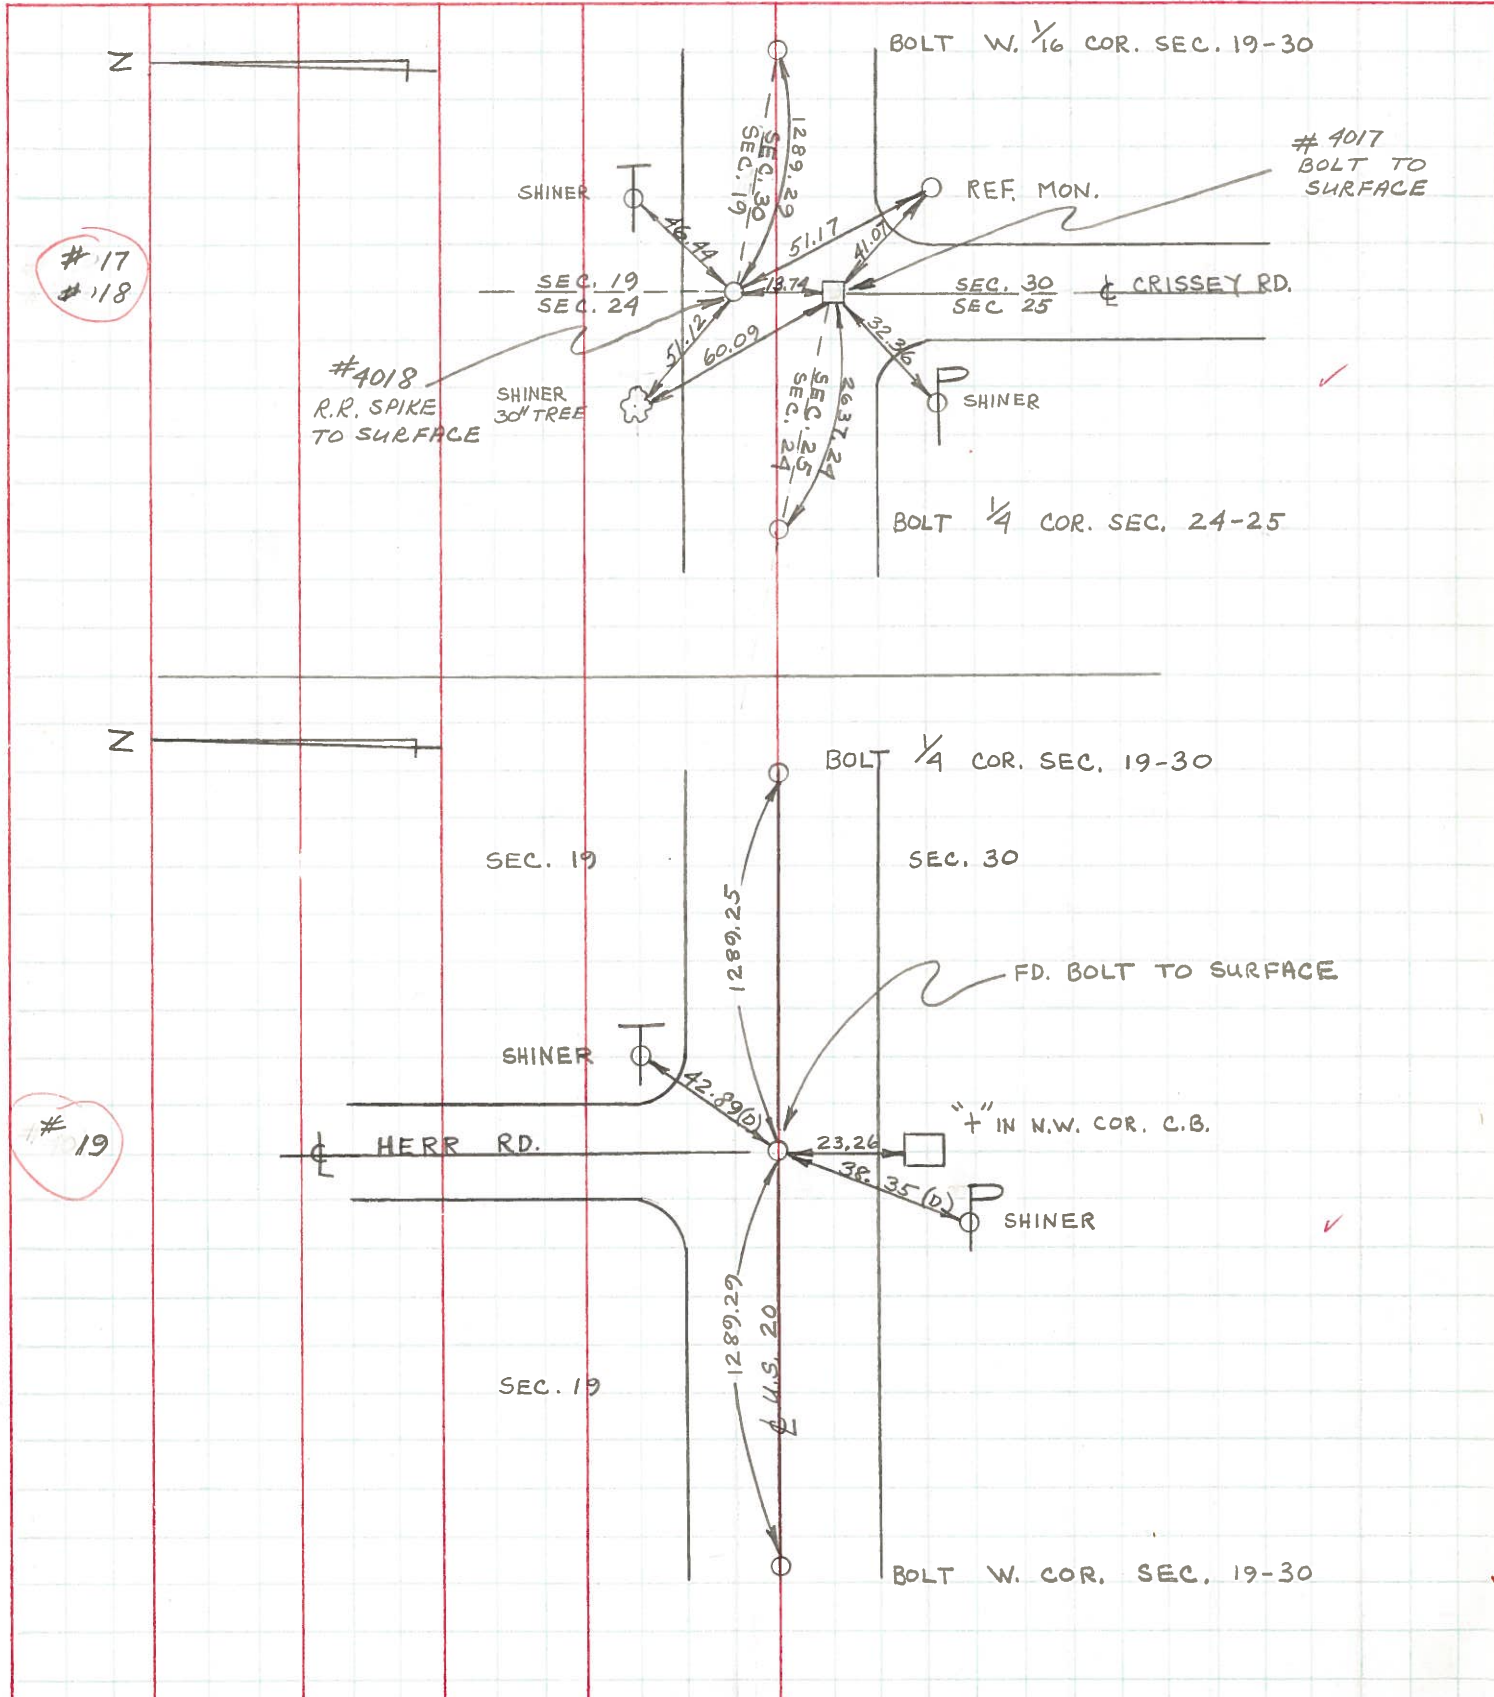 Z
BOLT W. 1/16 COR. SEC. 19-30
# 4017
BOLT TO
SURFACE
SHINER
SEC. 30
SEC. 19
1289.29
REF. MON.
46.44
51.17
41.07
# 17
# 18
SEC. 19
SEC. 24
13.74
SEC. 30
SEC 25
℄ CRISSEY RD.
51.12
60.09
32.36
#4018
R.R. SPIKE
TO SURFACE
SHINER
30" TREE
SEC. 25
SEC. 24
2637.24
SHINER
BOLT 1/4 COR. SEC. 24-25
Z
BOLT 1/4 COR. SEC. 19-30
SEC. 19
SEC. 30
1289.25
FD. BOLT TO SURFACE
SHINER
42.89(D)
# 19
℄ HERR RD.
23.26
"+" IN N.W. COR. C.B.
38.35(D)
SHINER
1289.29
℄ U.S. 20
SEC. 19
BOLT W. COR. SEC. 19-30